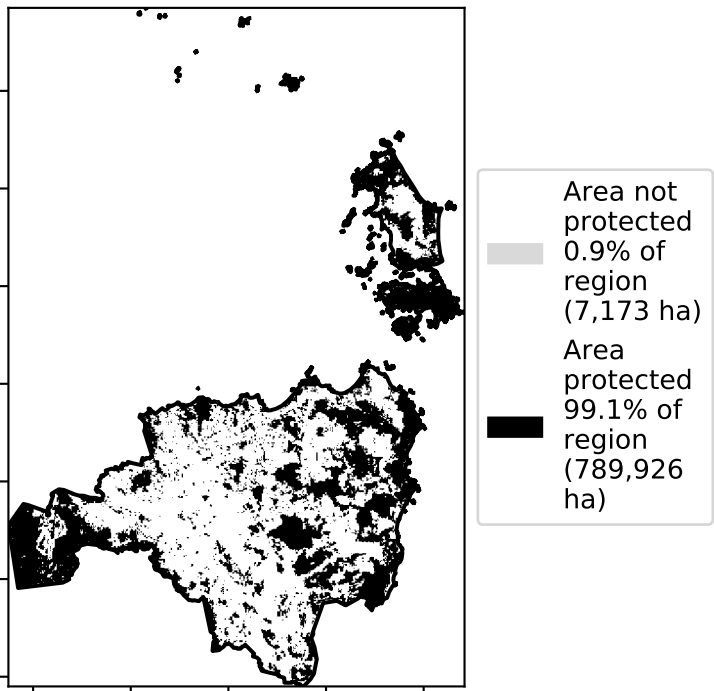 Area not
protected
0.9% of
region
(7,173 ha)
Area
protected
99.1% of
region
(789,926
ha)